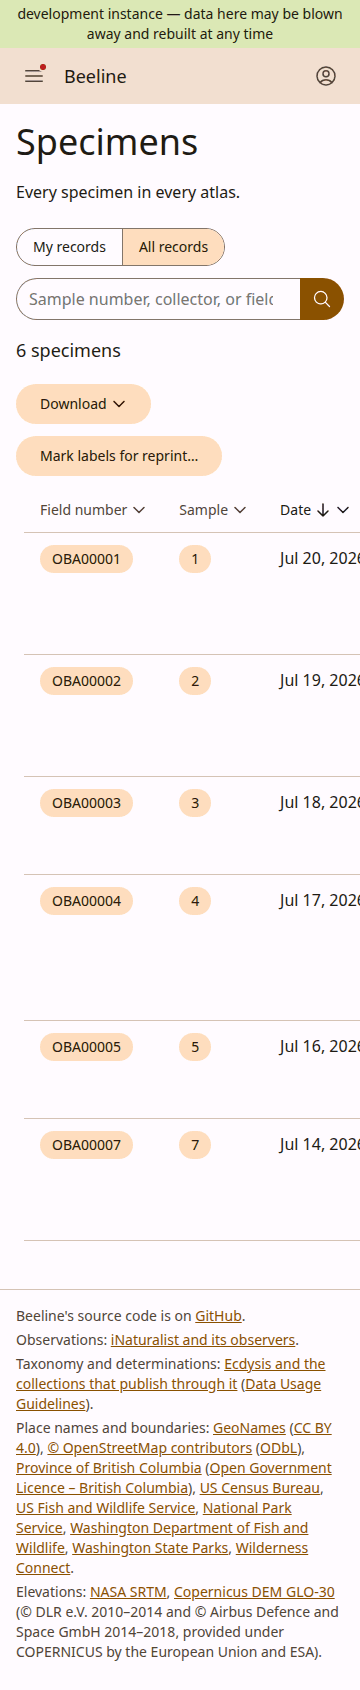 development instance — data here may be blown
away and rebuilt at any time
Beeline
Specimens
Every specimen in every atlas.
My records
All records
Sample number, collector, or field
6 specimens
Download
Mark labels for reprint...
Field number
Sample
Date
OBA00001
1
Jul 20, 2026
OBA00002
2
Jul 19, 2026
OBA00003
3
Jul 18, 2026
OBA00004
4
Jul 17, 2026
OBA00005
5
Jul 16, 2026
OBA00007
7
Jul 14, 2026
Beeline's source code is on GitHub.
Observations: iNaturalist and its observers.
Taxonomy and determinations: Ecdysis and the
collections that publish through it (Data Usage
Guidelines).
Place names and boundaries: GeoNames (CC BY
4.0), © OpenStreetMap contributors (ODbL),
Province of British Columbia (Open Government
Licence – British Columbia), US Census Bureau,
US Fish and Wildlife Service, National Park
Service, Washington Department of Fish and
Wildlife, Washington State Parks, Wilderness
Connect.
Elevations: NASA SRTM, Copernicus DEM GLO-30
(© DLR e.V. 2010–2014 and © Airbus Defence and
Space GmbH 2014–2018, provided under
COPERNICUS by the European Union and ESA).